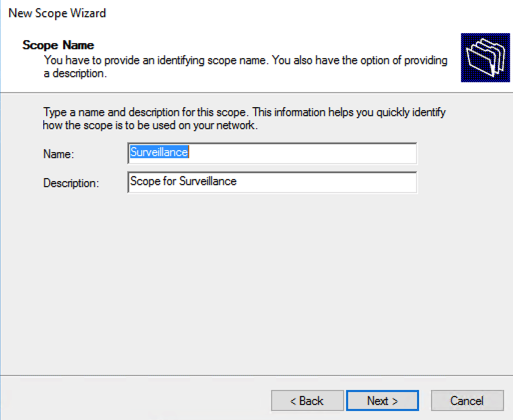 New Scope Wizard
Scope Name
You have to provide an identifying scope name. You also have the option of providing
a description.
Type a name and description for this scope. This information helps you quickly identify
how the scope is to be used on your network.
Name: Surveillance
Description: Scope for Surveillance
< Back Next > Cancel